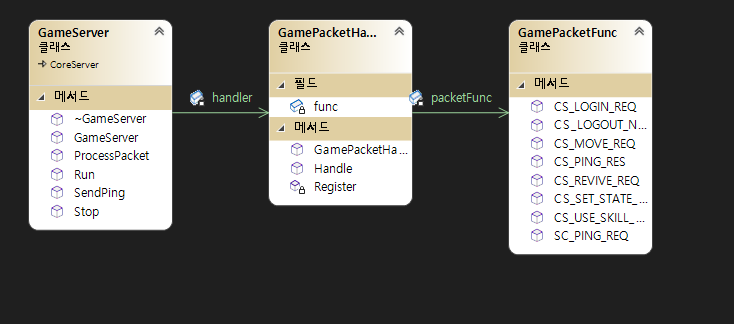 GameServer
클래스
CoreServer
메서드
~GameServer
GameServer
ProcessPacket
Run
SendPing
Stop
handler
GamePacketHa...
클래스
필드
func
메서드
GamePacketHa...
Handle
Register
packetFunc
GamePacketFunc
클래스
메서드
CS_LOGIN_REQ
CS_LOGOUT_N...
CS_MOVE_REQ
CS_PING_RES
CS_REVIVE_REQ
CS_SET_STATE_...
CS_USE_SKILL_...
SC_PING_REQ